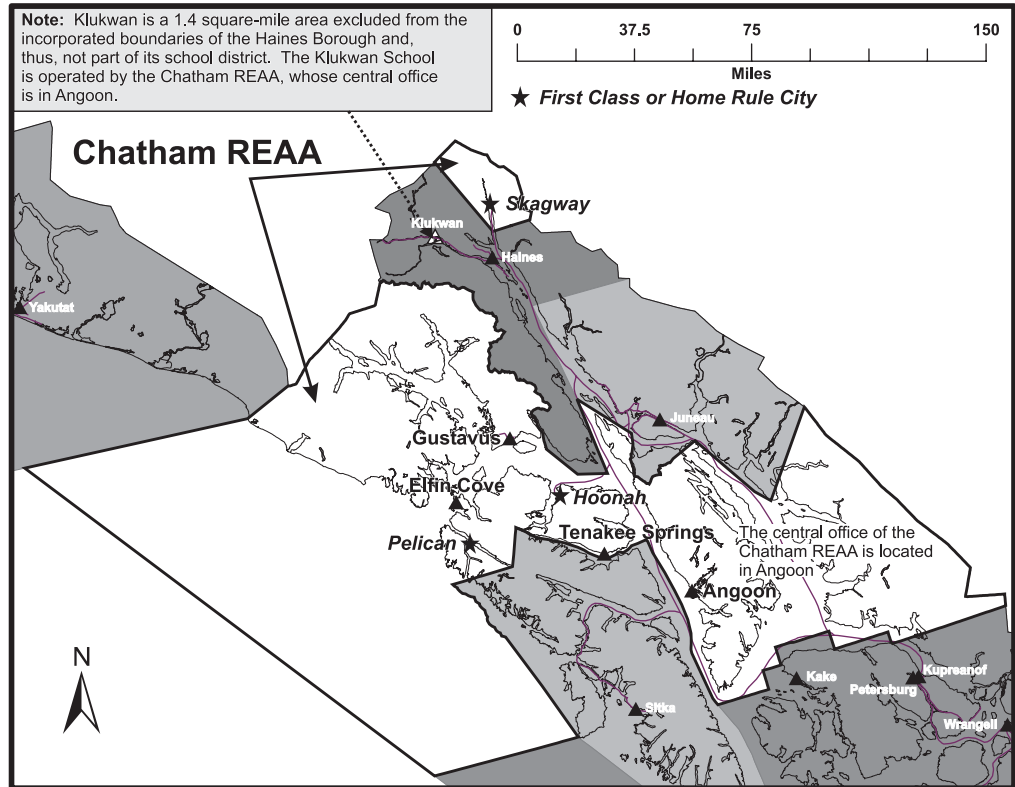 Note: Klukwan is a 1.4 square-mile area excluded from the
incorporated boundaries of the Haines Borough and,
thus, not part of its school district. The Klukwan School
is operated by the Chatham REAA, whose central office
is in Angoon.
0 37.5 75 150
Miles
★ First Class or Home Rule City
Chatham REAA
Skagway
Klukwan
Haines
Yakutat
Juneau
Gustavus
Elfin Cove
Hoonah
Pelican
Tenakee Springs
The central office of the
Chatham REAA is located
in Angoon
Angoon
N
Kake
Kupreanof
Petersburg
Sitka
Wrangell